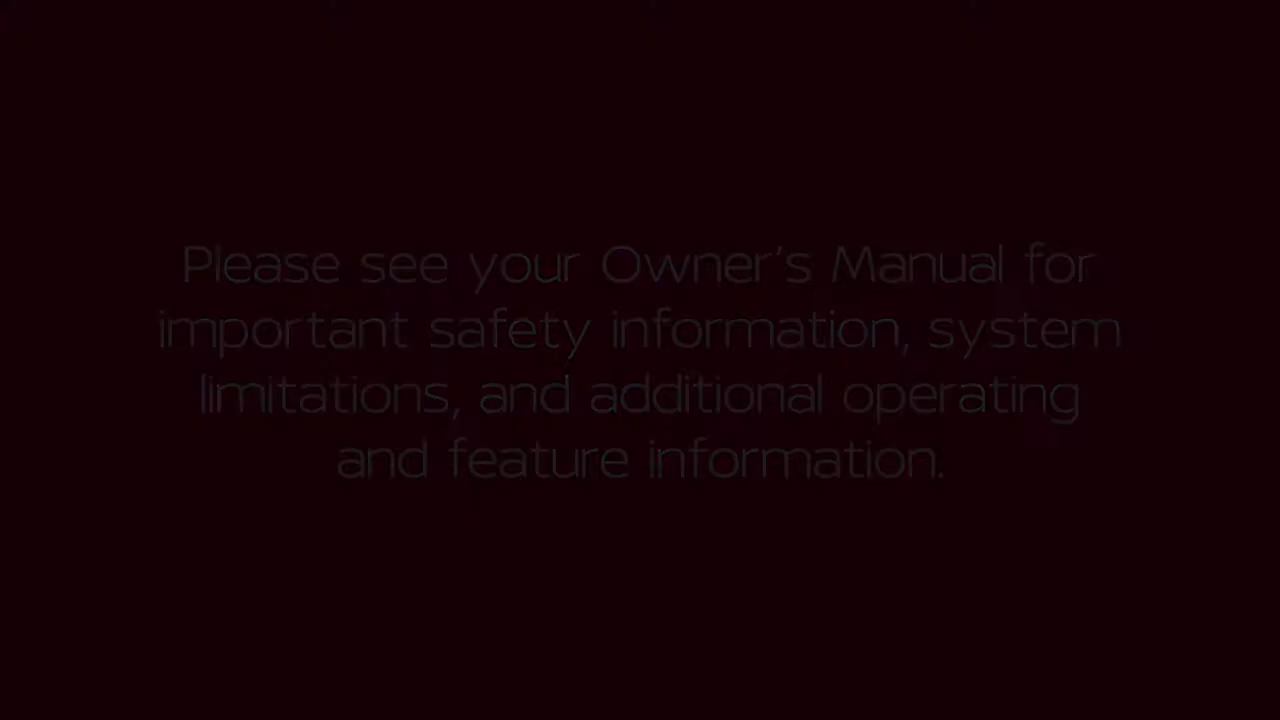 Please see your Owner's Manual for
important safety information, system
limitations, and additional operating
and feature information.